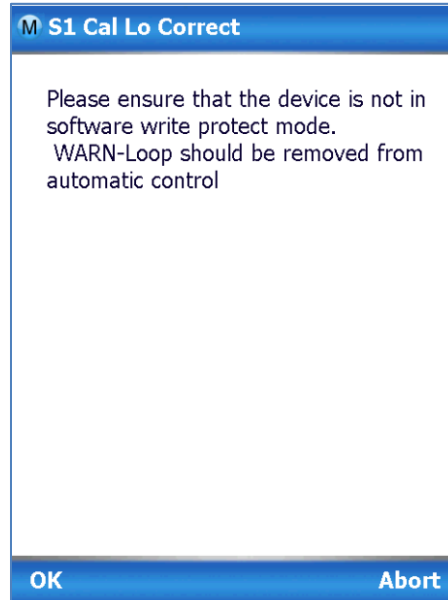 M S1 Cal Lo Correct
Please ensure that the device is not in
software write protect mode.
WARN-Loop should be removed from
automatic control
OK Abort